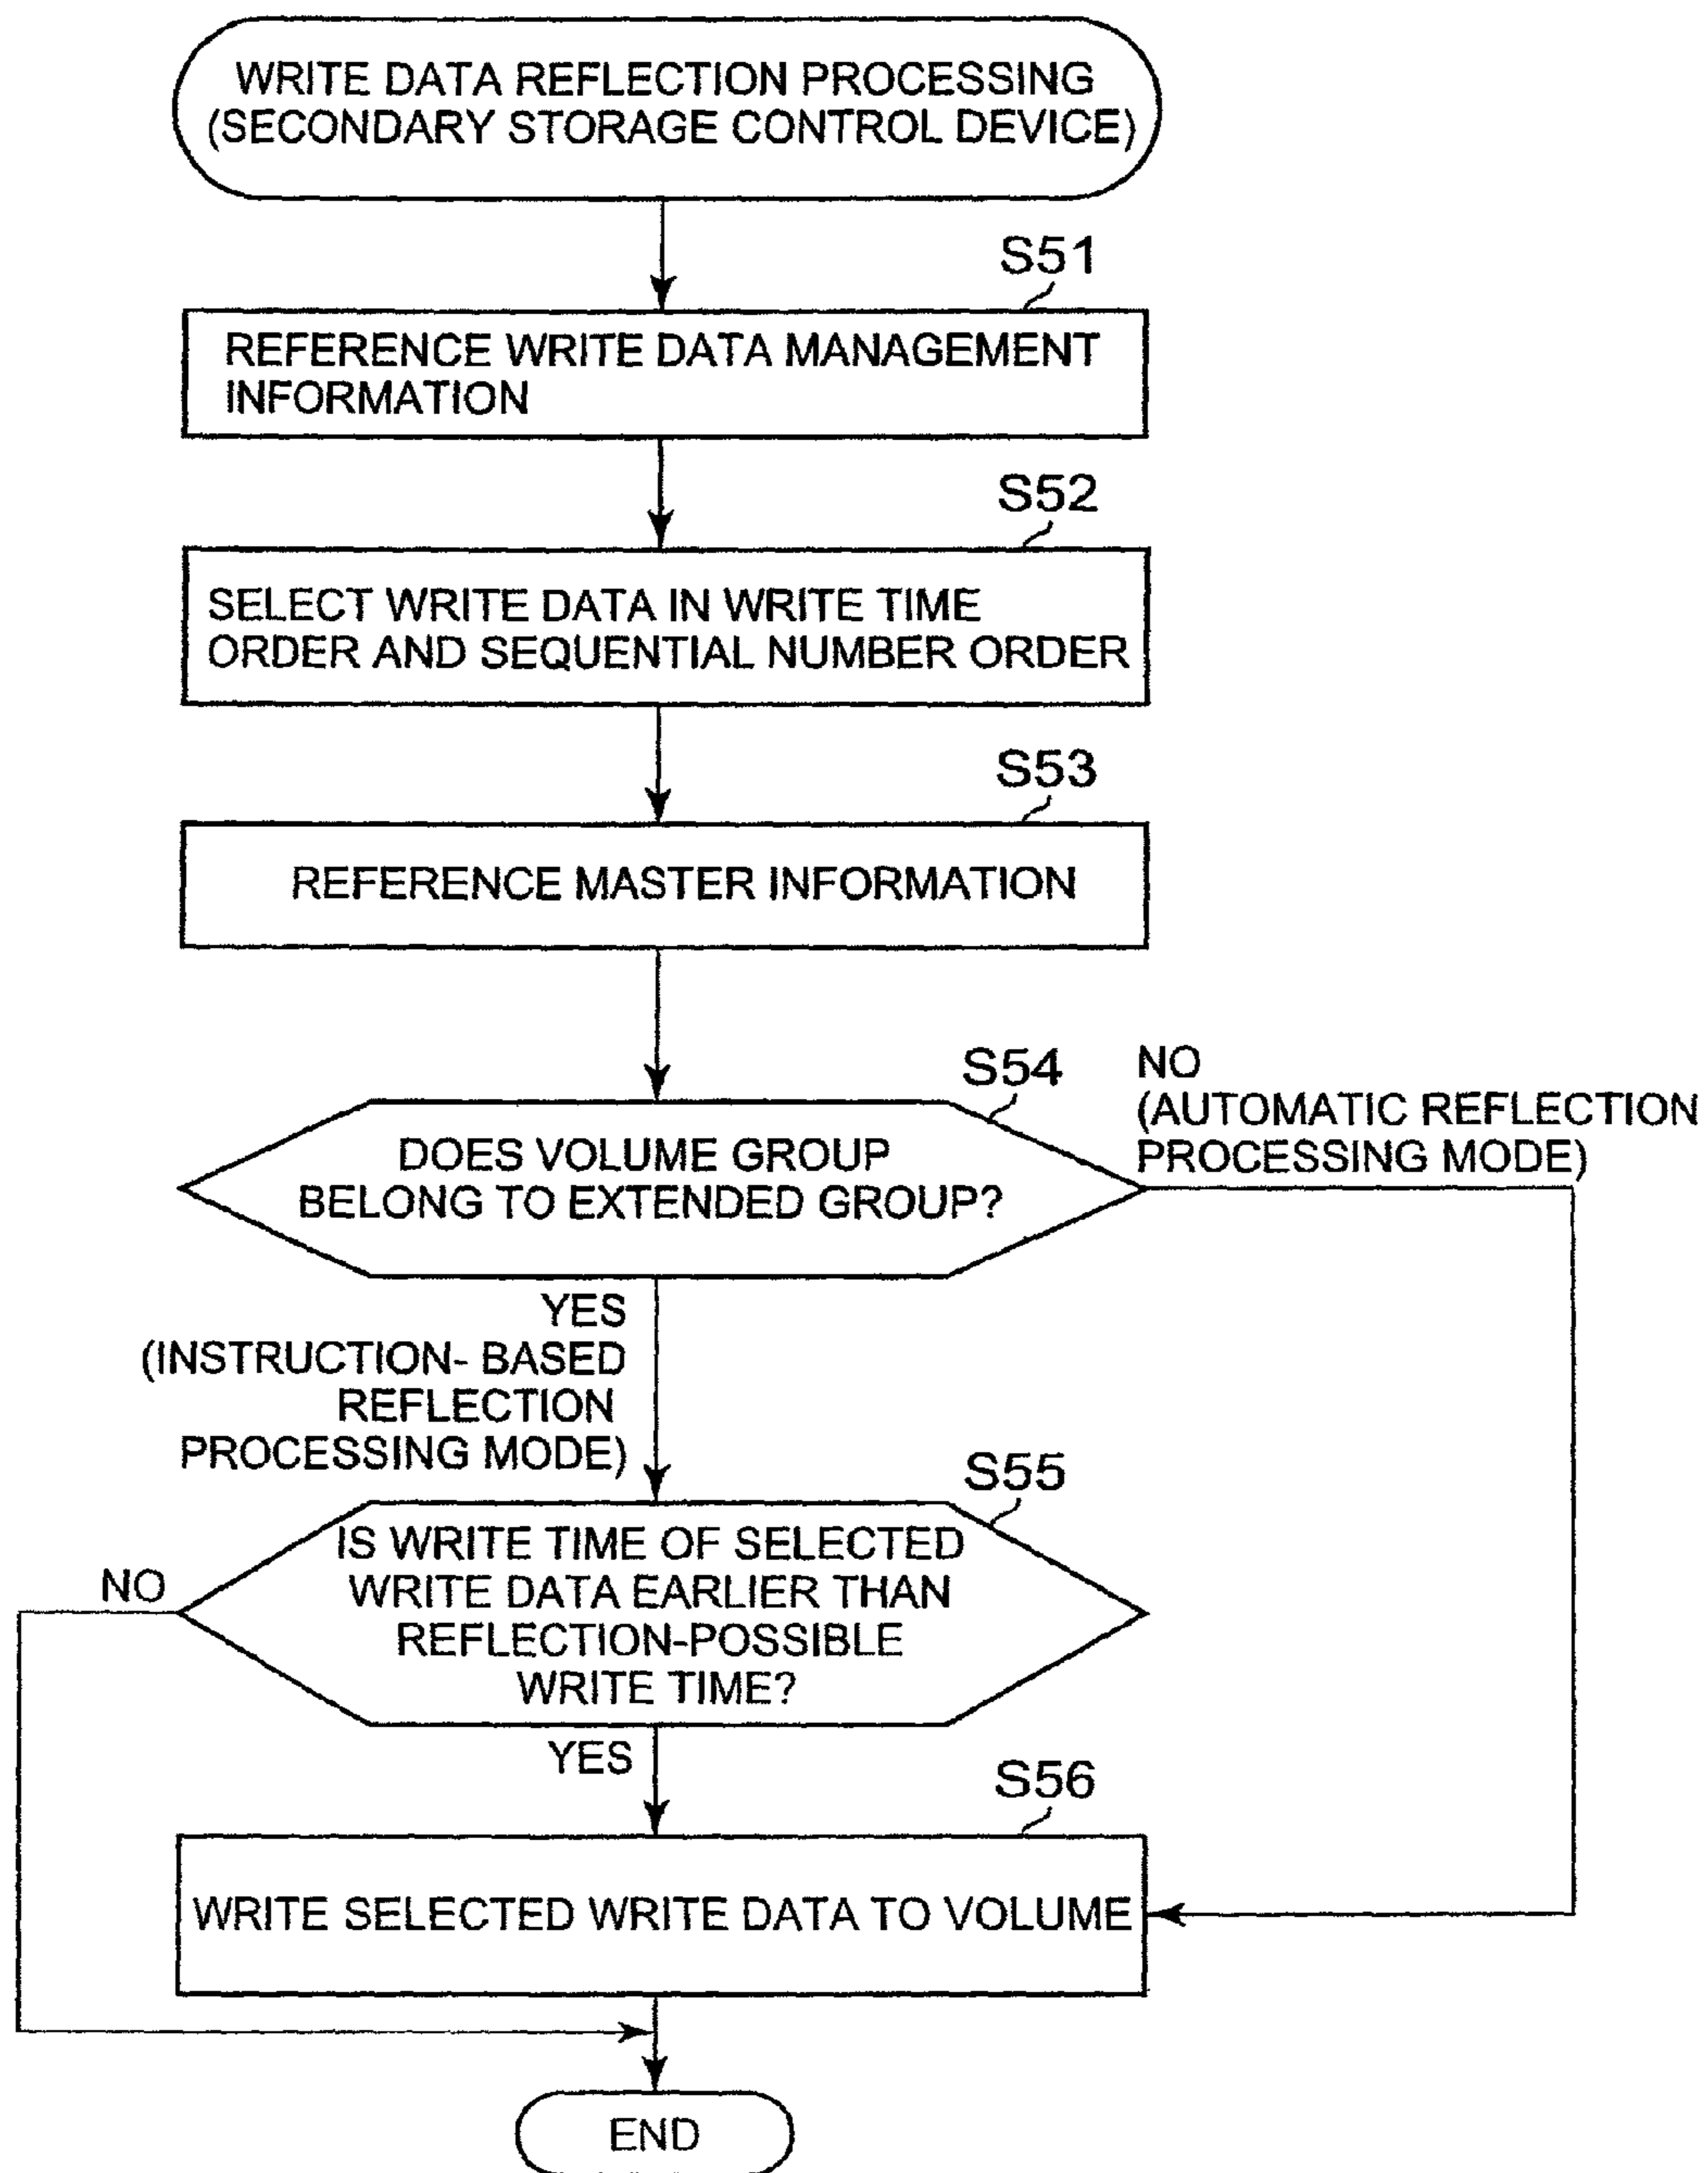 WRITE DATA REFLECTION PROCESSING
(SECONDARY STORAGE CONTROL DEVICE)
S51
REFERENCE WRITE DATA MANAGEMENT
INFORMATION
S52
SELECT WRITE DATA IN WRITE TIME
ORDER AND SEQUENTIAL NUMBER ORDER
S53
REFERENCE MASTER INFORMATION
S54
NO
(AUTOMATIC REFLECTION
PROCESSING MODE)
DOES VOLUME GROUP
BELONG TO EXTENDED GROUP?
YES
(INSTRUCTION- BASED
REFLECTION
PROCESSING MODE)
S55
IS WRITE TIME OF SELECTED
WRITE DATA EARLIER THAN
REFLECTION-POSSIBLE
WRITE TIME?
NO
YES
S56
WRITE SELECTED WRITE DATA TO VOLUME
END